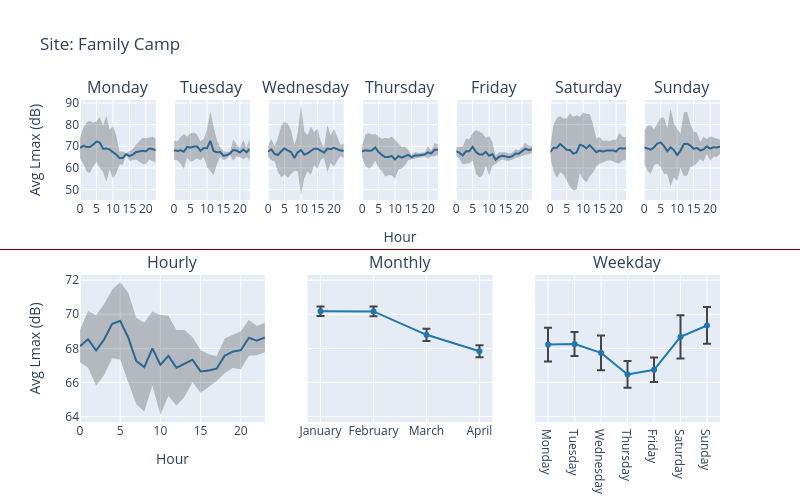 Site: Family Camp
Monday Tuesday Wednesday Thursday Friday Saturday Sunday
Avg Lmax (dB)
90
80
70
60
50
0 5 10 15 20 0 5 10 15 20 0 5 10 15 20 0 5 10 15 20 0 5 10 15 20 0 5 10 15 20 0 5 10 15 20
Hour
Hourly Monthly Weekday
Avg Lmax (dB)
72
70
68
66
64
0 5 10 15 20
Hour
January February March April
Monday
Tuesday
Wednesday
Thursday
Friday
Saturday
Sunday